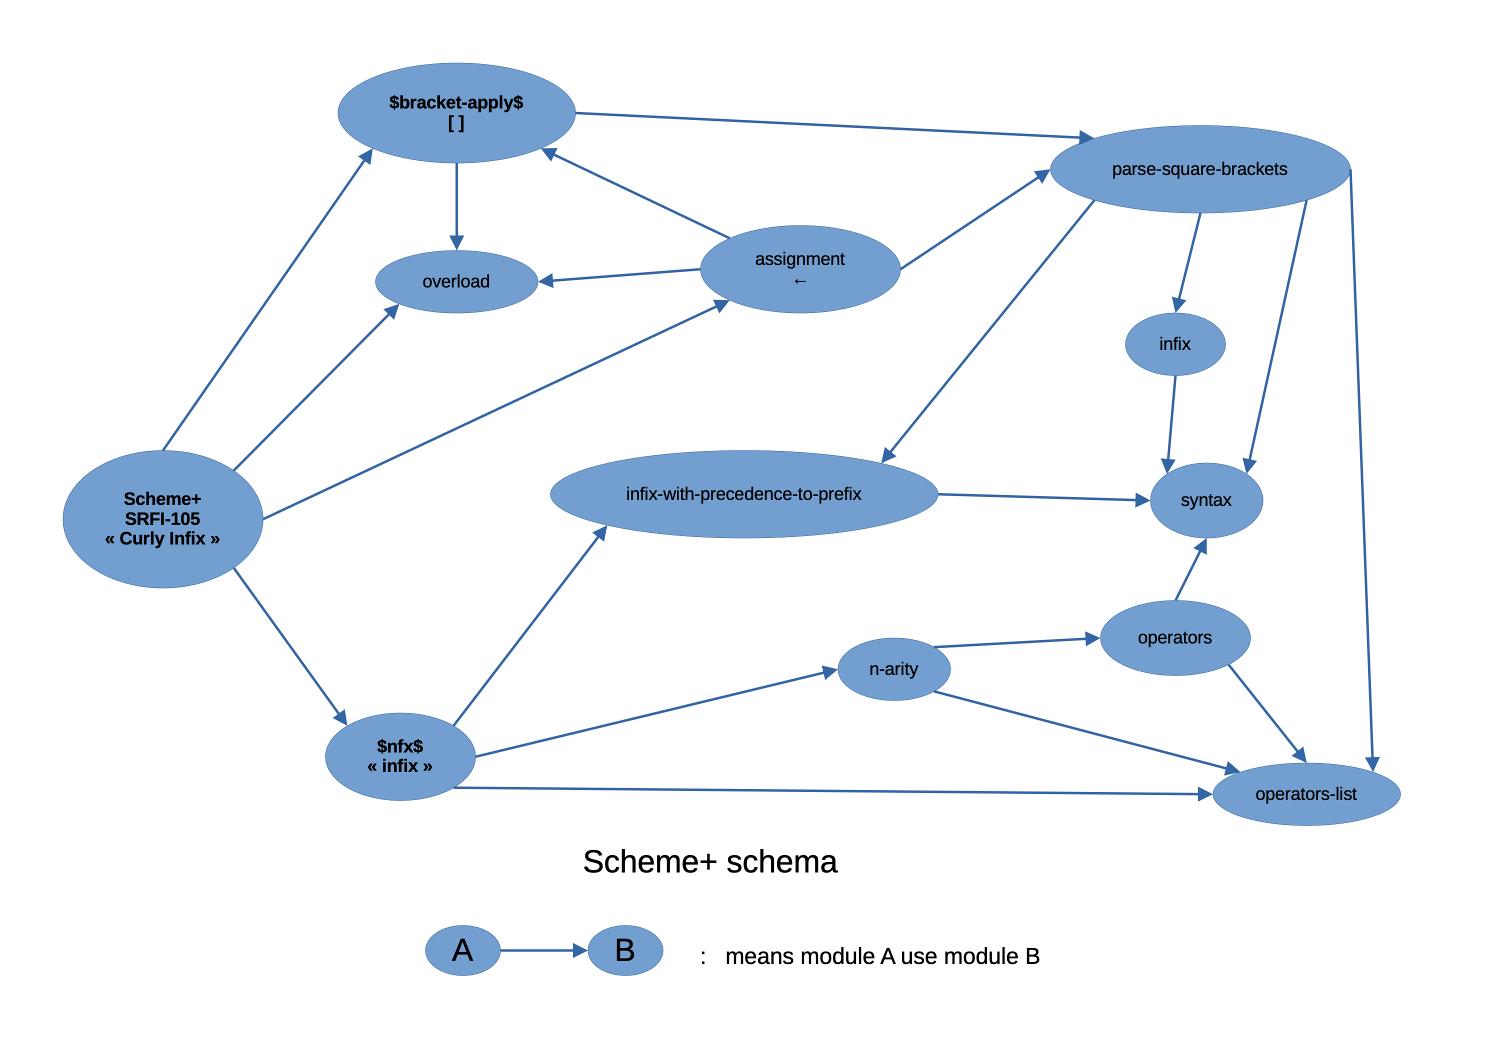 $bracket-apply$
[ ]
parse-square-brackets
assignment
←
overload
infix
Scheme+
SRFI-105
« Curly Infix »
infix-with-precedence-to-prefix
syntax
operators
n-arity
$nfx$
« infix »
operators-list
Scheme+ schema
A
B
: means module A use module B